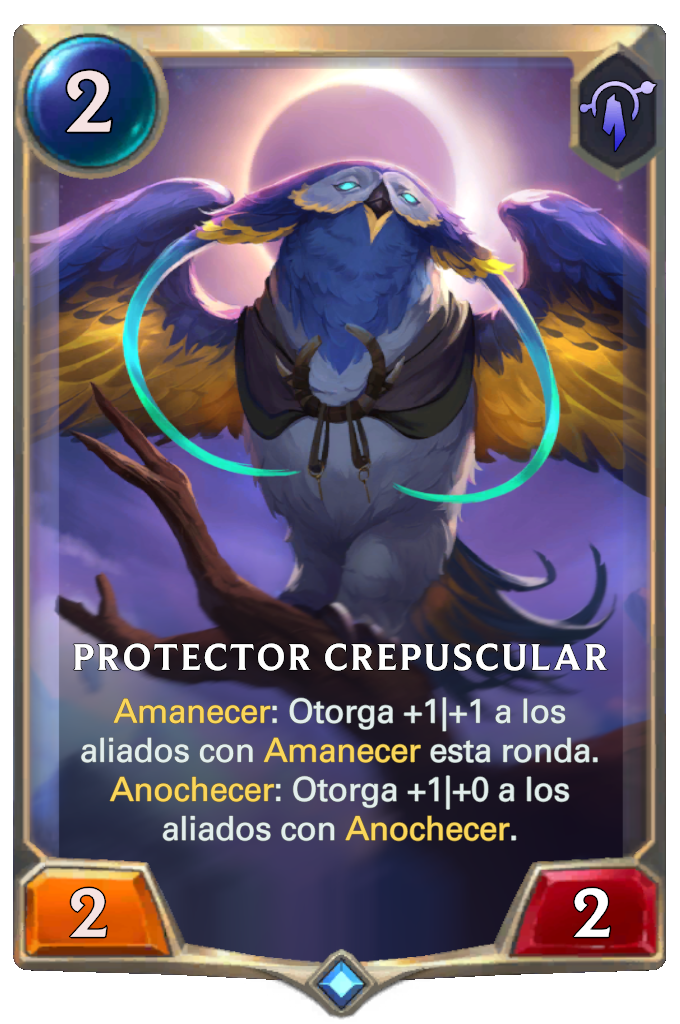 2
PROTECTOR CREPUSCULAR
Amanecer: Otorga +1|+1 a los
aliados con Amanecer esta ronda.
Anochecer: Otorga +1|+0 a los
aliados con Anochecer.
2 2